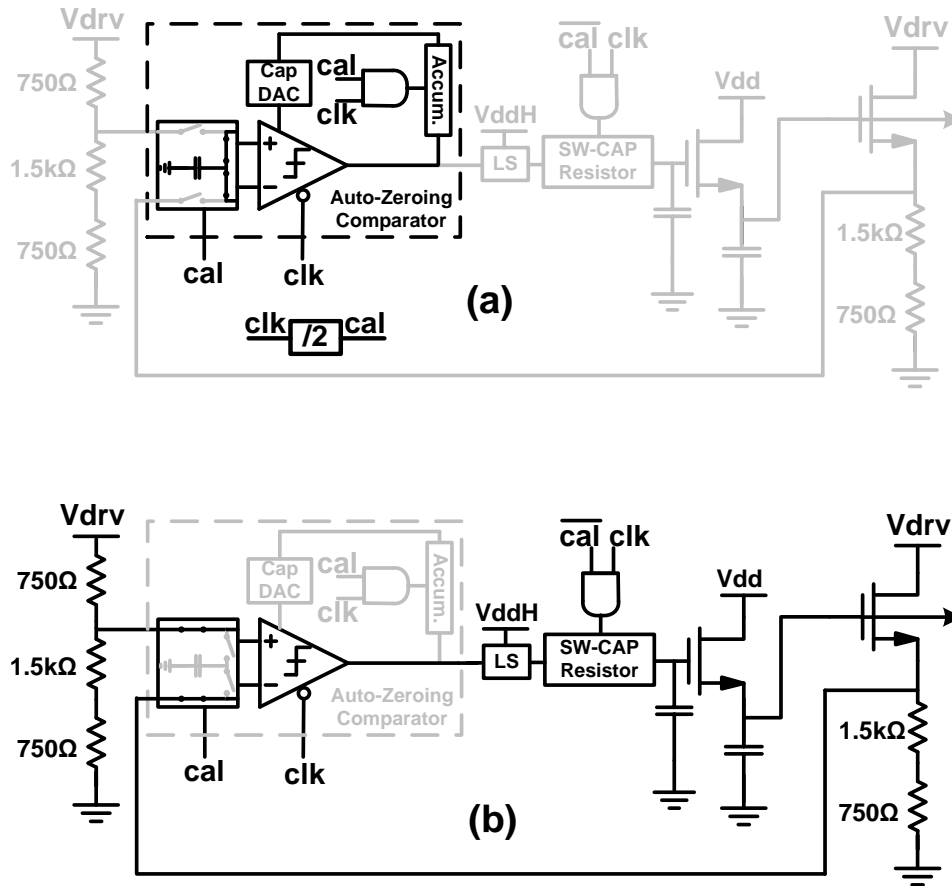 Vdrv
Vdrv
cal clk
Vdd
750Ω
Cap
DAC
cal
clk
Accum.
VddH
LS
SW-CAP
Resistor
1.5kΩ
+
−
Auto-Zeroing
Comparator
1.5kΩ
750Ω
cal
clk
(a)
750Ω
clk /2 cal
Vdrv
Vdrv
cal clk
Vdd
750Ω
Cap
DAC
cal
clk
Accum.
VddH
LS
SW-CAP
Resistor
1.5kΩ
+
−
Auto-Zeroing
Comparator
1.5kΩ
750Ω
cal
clk
(b)
750Ω